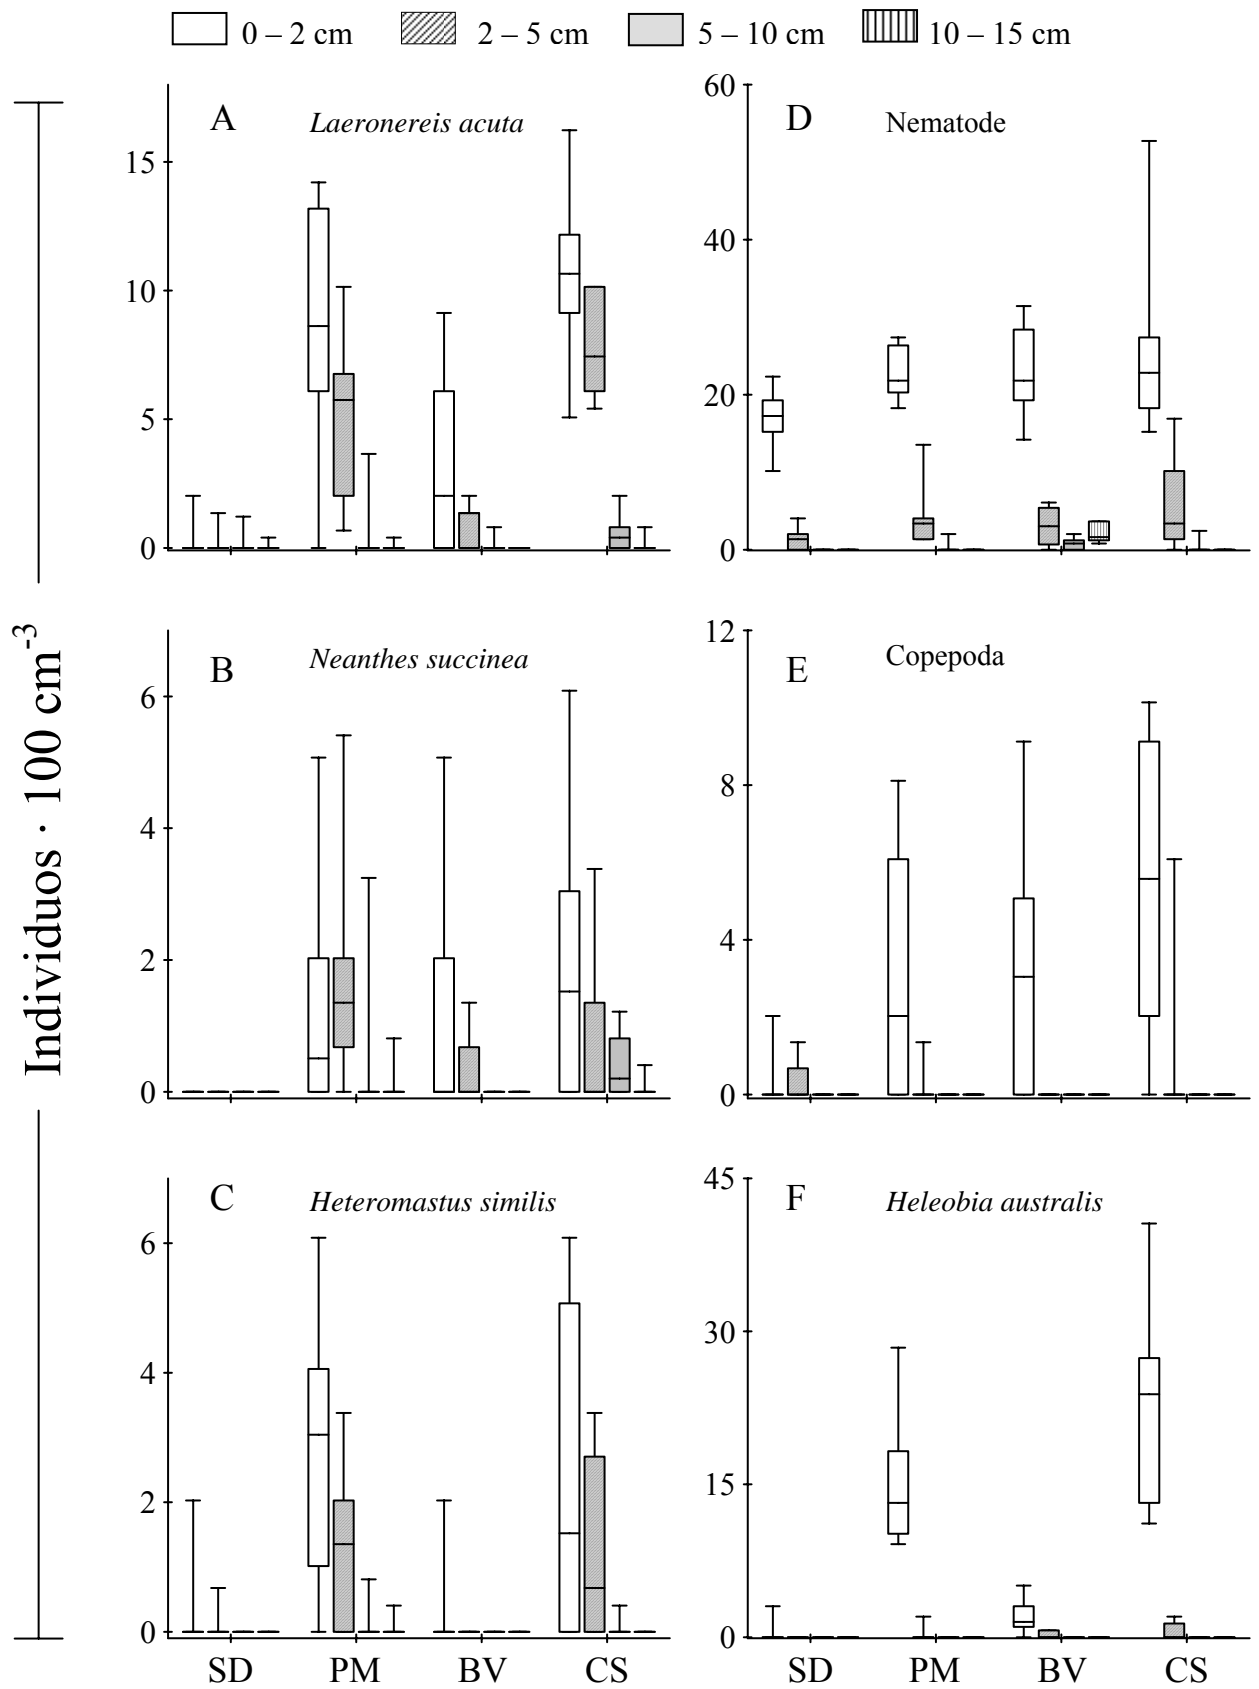 0 – 2 cm 2 – 5 cm 5 – 10 cm 10 – 15 cm
A Laeronereis acuta
15
10
5
0
D Nematode
60
40
20
0
Individuos · 100 cm-3
B Neanthes succinea
6
4
2
0
E Copepoda
12
8
4
0
C Heteromastus similis
6
4
2
0
SD PM BV CS
F Heleobia australis
45
30
15
0
SD PM BV CS